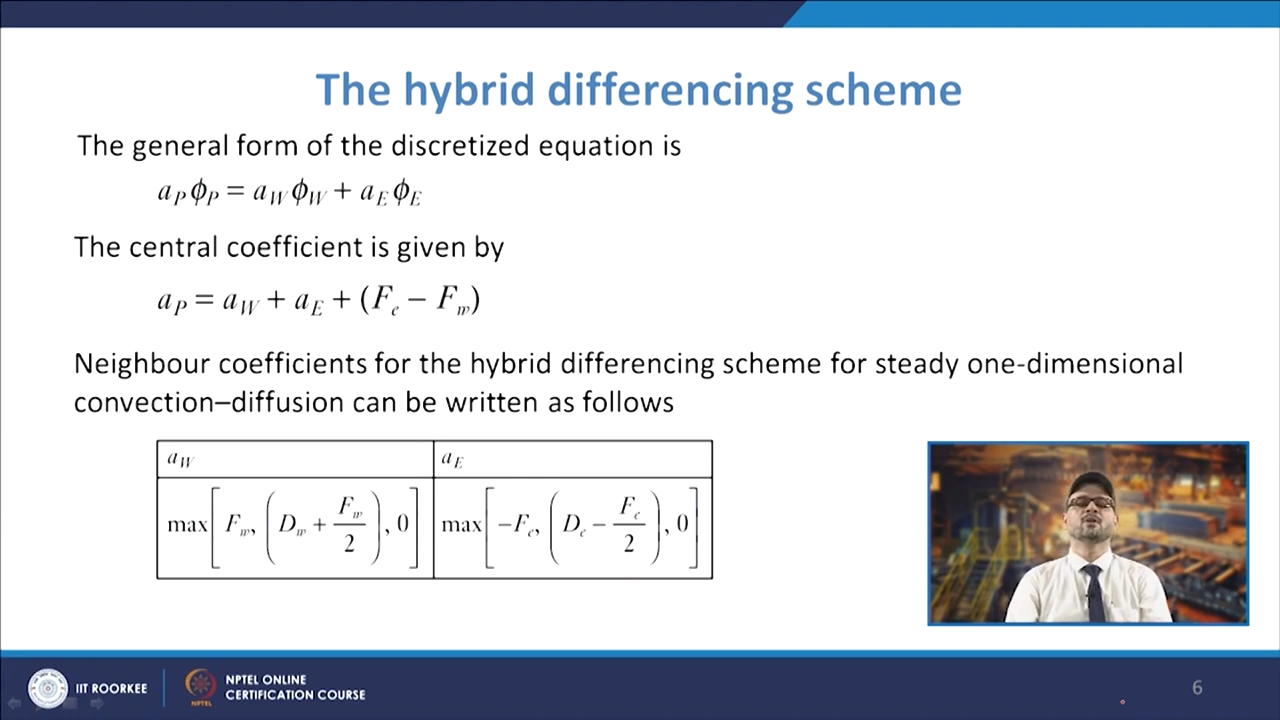 The hybrid differencing scheme
The general form of the discretized equation is
a_P ϕ_P = a_W ϕ_W + a_E ϕ_E
The central coefficient is given by
a_P = a_W + a_E + (F_e − F_w)
Neighbour coefficients for the hybrid differencing scheme for steady one-dimensional
convection–diffusion can be written as follows
a_W a_E
max[F_w, (D_w + F_w/2), 0] max[−F_e, (D_e − F_e/2), 0]
IIT ROORKEE
NPTEL
NPTEL ONLINE
CERTIFICATION COURSE
6